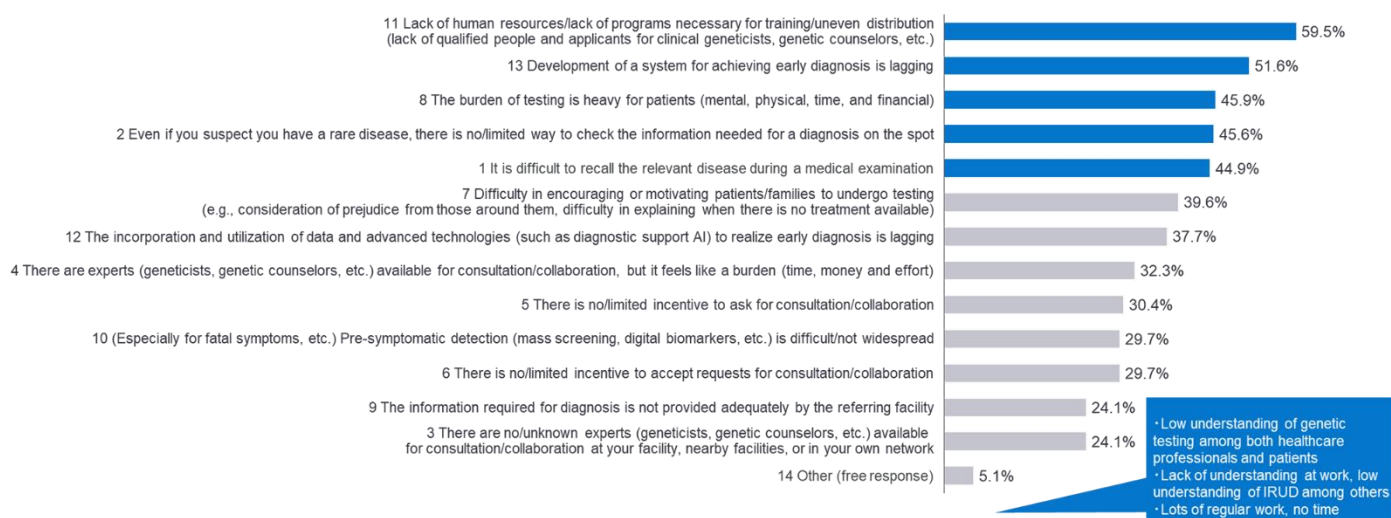 11 Lack of human resources/lack of programs necessary for training/uneven distribution
(lack of qualified people and applicants for clinical geneticists, genetic counselors, etc.)
59.5%
13 Development of a system for achieving early diagnosis is lagging
51.6%
8 The burden of testing is heavy for patients (mental, physical, time, and financial)
45.9%
2 Even if you suspect you have a rare disease, there is no/limited way to check the information needed for a diagnosis on the spot
45.6%
1 It is difficult to recall the relevant disease during a medical examination
44.9%
7 Difficulty in encouraging or motivating patients/families to undergo testing
(e.g., consideration of prejudice from those around them, difficulty in explaining when there is no treatment available)
39.6%
12 The incorporation and utilization of data and advanced technologies (such as diagnostic support AI) to realize early diagnosis is lagging
37.7%
4 There are experts (geneticists, genetic counselors, etc.) available for consultation/collaboration, but it feels like a burden (time, money and effort)
32.3%
5 There is no/limited incentive to ask for consultation/collaboration
30.4%
10 (Especially for fatal symptoms, etc.) Pre-symptomatic detection (mass screening, digital biomarkers, etc.) is difficult/not widespread
29.7%
6 There is no/limited incentive to accept requests for consultation/collaboration
29.7%
9 The information required for diagnosis is not provided adequately by the referring facility
24.1%
3 There are no/unknown experts (geneticists, genetic counselors, etc.) available
for consultation/collaboration at your facility, nearby facilities, or in your own network
24.1%
14 Other (free response)
5.1%
・Low understanding of genetic
testing among both healthcare
professionals and patients
・Lack of understanding at work, low
understanding of IRUD among others
・Lots of regular work, no time